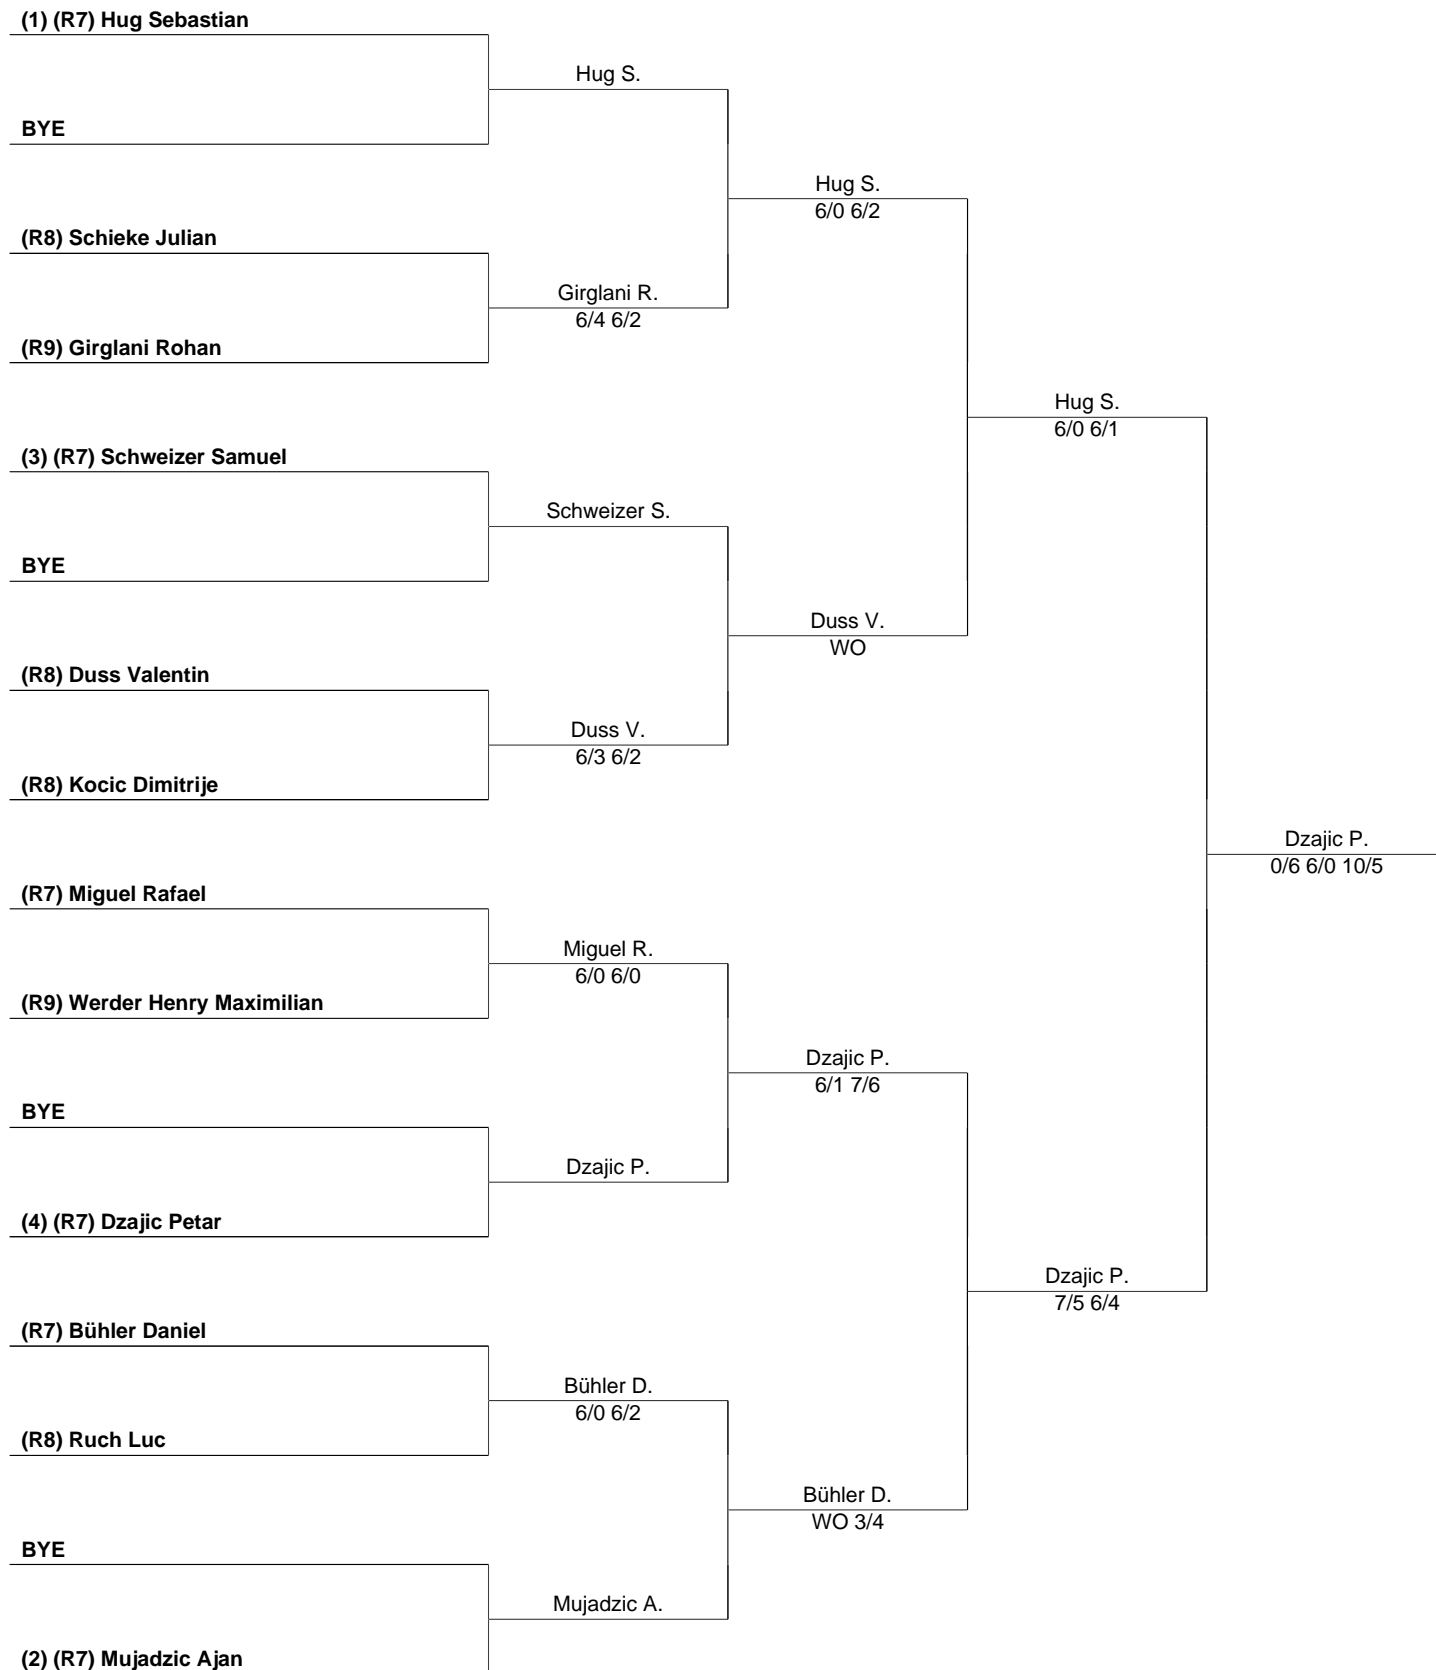 (1) (R7) Hug Sebastian
Hug S.
BYE
Hug S.
6/0 6/2
(R8) Schieke Julian
Girglani R.
6/4 6/2
(R9) Girglani Rohan
Hug S.
6/0 6/1
(3) (R7) Schweizer Samuel
Schweizer S.
BYE
Duss V.
WO
(R8) Duss Valentin
Duss V.
6/3 6/2
(R8) Kocic Dimitrije
Dzajic P.
0/6 6/0 10/5
(R7) Miguel Rafael
Miguel R.
6/0 6/0
(R9) Werder Henry Maximilian
Dzajic P.
6/1 7/6
BYE
Dzajic P.
(4) (R7) Dzajic Petar
Dzajic P.
7/5 6/4
(R7) Bühler Daniel
Bühler D.
6/0 6/2
(R8) Ruch Luc
Bühler D.
WO 3/4
BYE
Mujadzic A.
(2) (R7) Mujadzic Ajan